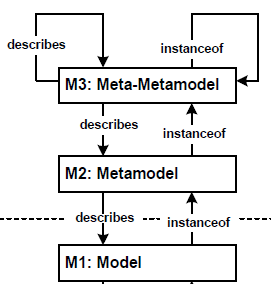 describes
instanceof
M3: Meta-Metamodel
describes
instanceof
M2: Metamodel
describes
instanceof
M1: Model